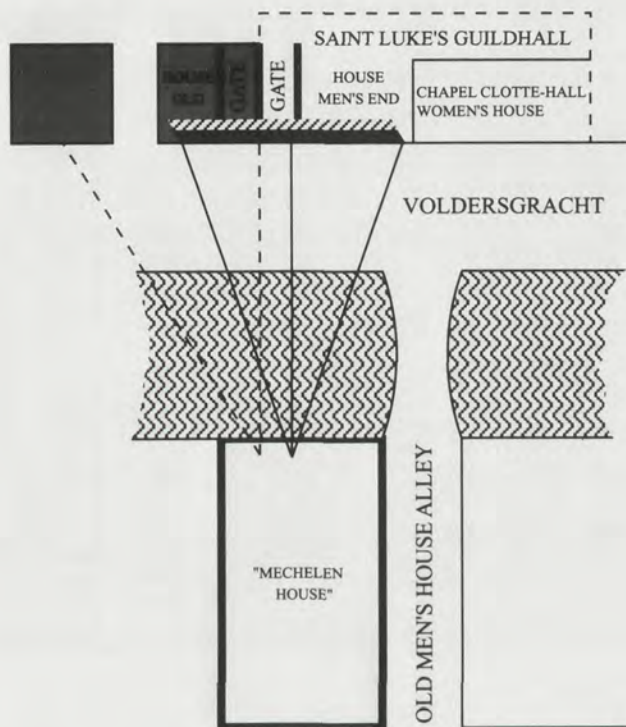 SAINT LUKE'S GUILDHALL
HOUSE
OLD
GATE
GATE
HOUSE
MEN'S END
CHAPEL CLOTTE-HALL
WOMEN'S HOUSE
VOLDERSGRACHT
OLD MEN'S HOUSE ALLEY
"MECHELEN
HOUSE"